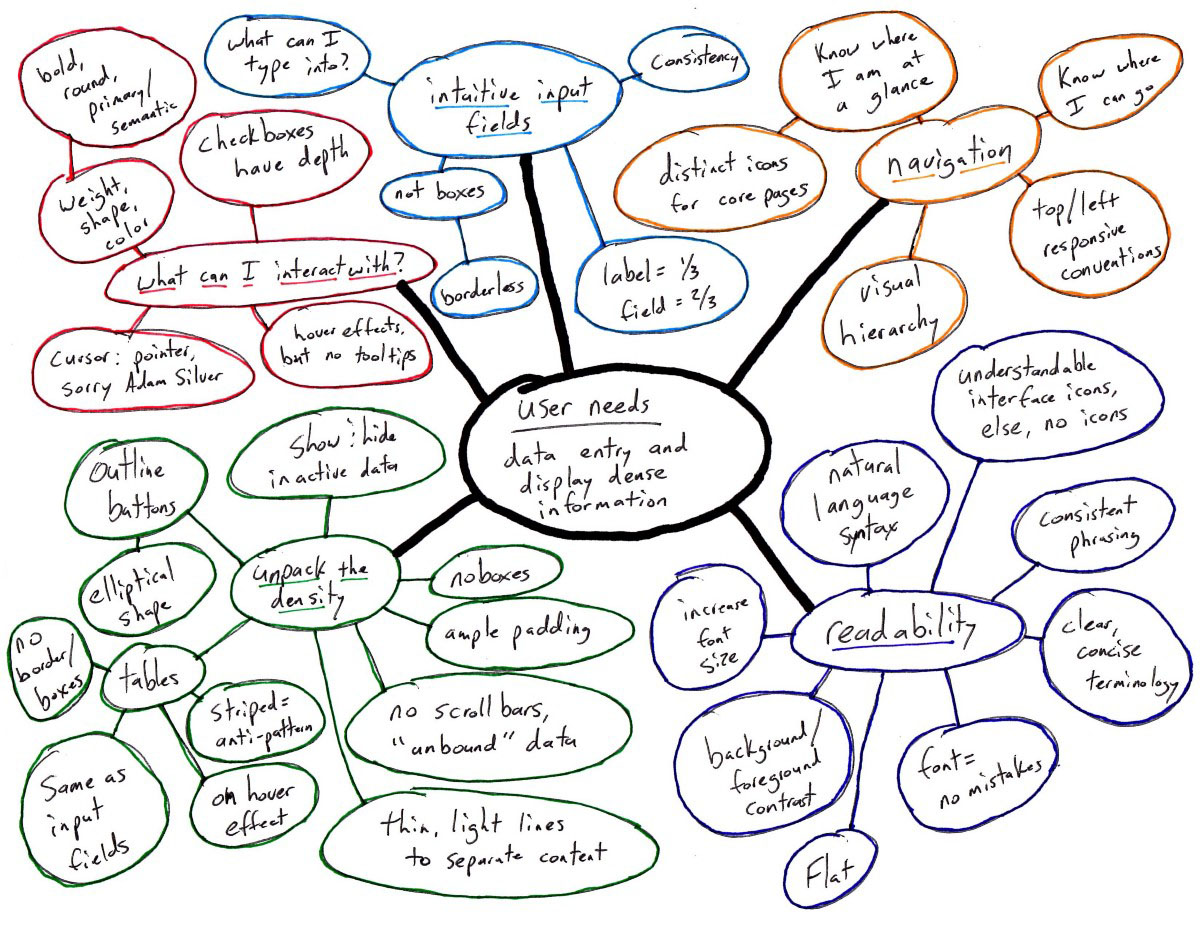 user needs
data entry and
display dense
information
what can I interact with?
weight,
shape,
color
bold,
round,
primary/
semantic
checkboxes
have depth
cursor: pointer,
sorry Adam Silver
hover effects,
but no tooltips
intuitive input
fields
what can I
type into?
Consistency
not boxes
borderless
label = 1/3
field = 2/3
navigation
Know where
I am at
a glance
distinct icons
for core pages
Know where
I can go
top/left
responsive
conventions
visual
hierarchy
readability
understandable
interface icons,
else, no icons
natural
language
syntax
consistent
phrasing
increase
font
size
clear,
concise
terminology
background/
foreground
contrast
Flat
font=
no mistakes
unpack the
density
Show : hide
inactive data
outline
buttons
elliptical
shape
no boxes
ample padding
no scroll bars,
"unbound" data
thin, light lines
to separate content
tables
no
border/
boxes
striped=
anti-pattern
on hover
effect
Same as
input
fields